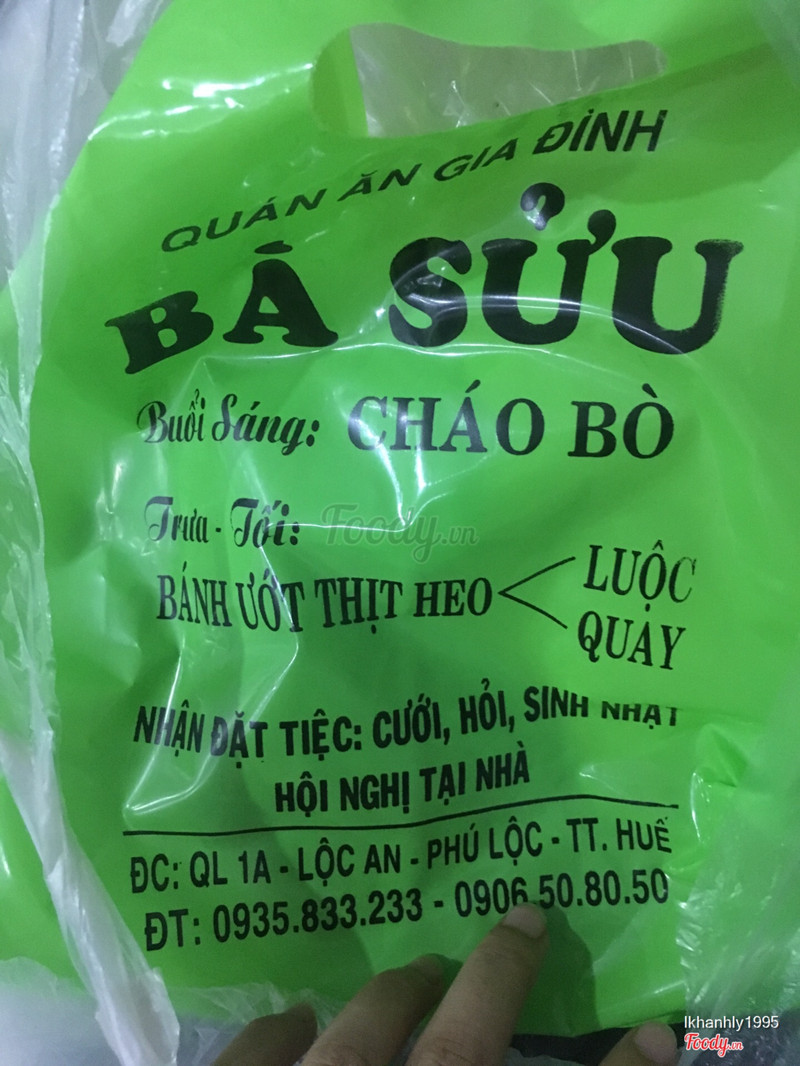 QUÁN ĂN GIA ĐÌNH
BÀ SỬU
Buổi Sáng: CHÁO BÒ
Trưa - Tối:
Foody.vn
BÁNH ƯỚT THỊT HEO
LUỘC
QUAY
NHẬN ĐẶT TIỆC: CƯỚI, HỎI, SINH NHẬT
HỘI NGHỊ TẠI NHÀ
ĐC: QL 1A - LỘC AN - PHÚ LỘC - TT. HUẾ
ĐT: 0935.833.233 - 0906.50.80.50
lkhanhly1995
Foody.vn